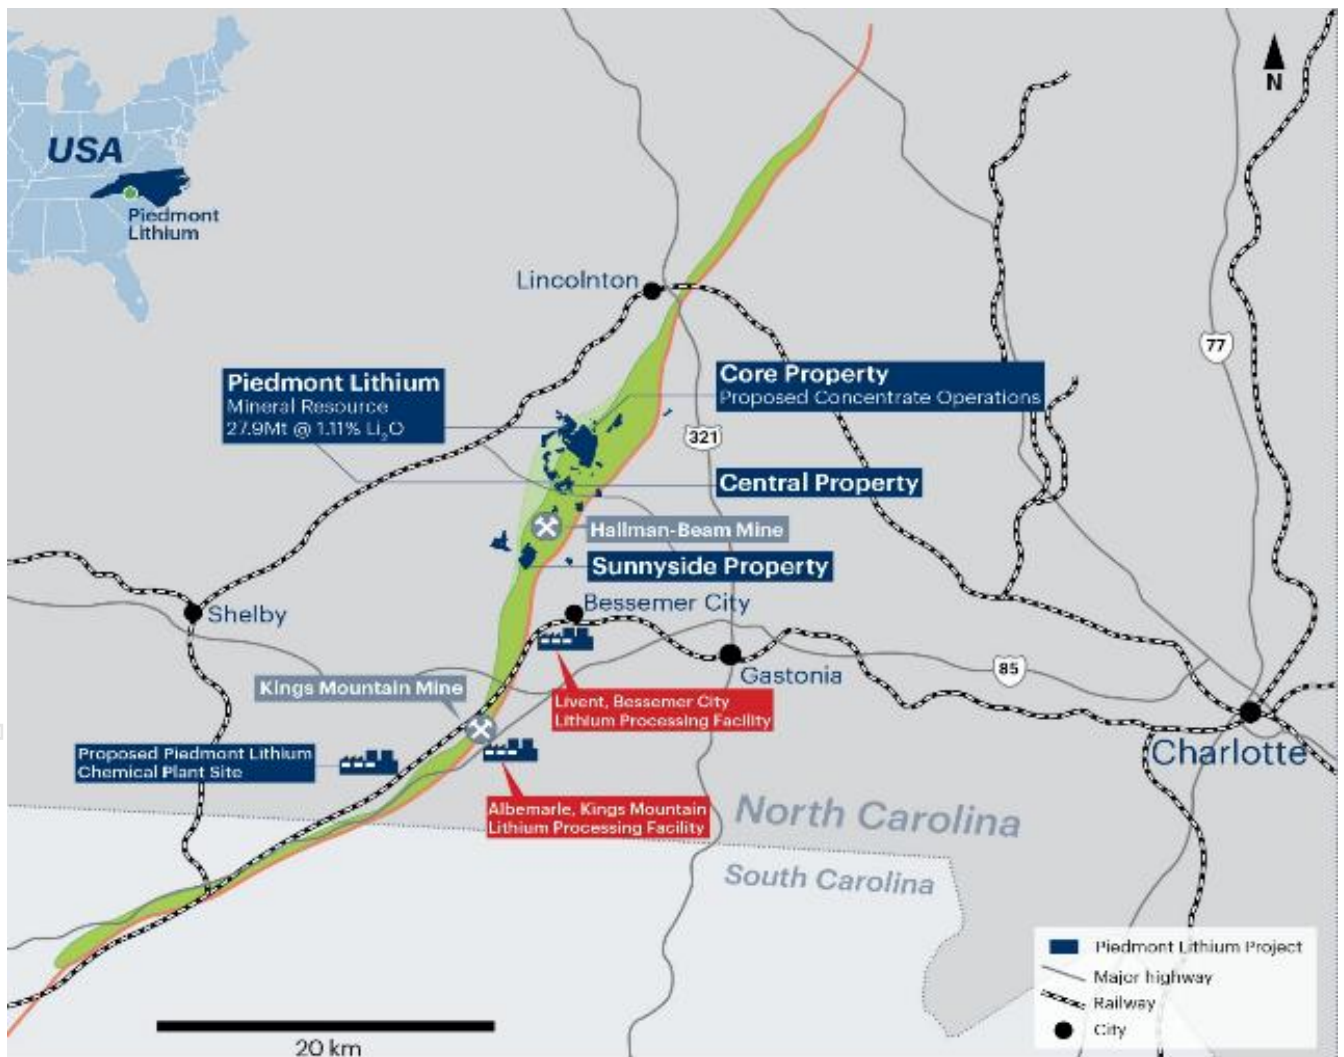 USA
Piedmont
Lithium
N
Lincolnton
77
Piedmont Lithium
Mineral Resource
27.9Mt @ 1.11% Li₂O
Core Property
Proposed Concentrate Operations
321
Central Property
Hallman-Beam Mine
Sunnyside Property
Bessemer City
Shelby
Gastonia
85
Kings Mountain Mine
Livent, Bessemer City
Lithium Processing Facility
Charlotte
Proposed Piedmont Lithium
Chemical Plant Site
Albemarle, Kings Mountain
Lithium Processing Facility
North Carolina
South Carolina
Piedmont Lithium Project
Major highway
Railway
City
20 km